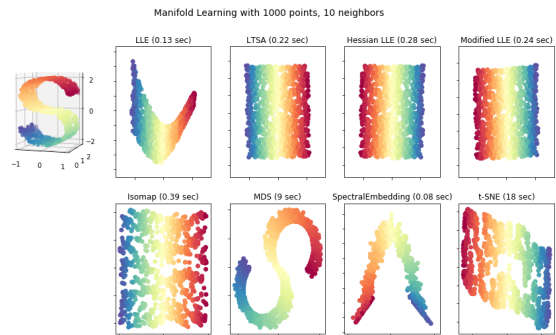 Manifold Learning with 1000 points, 10 neighbors
LLE (0.13 sec)
LTSA (0.22 sec)
Hessian LLE (0.28 sec)
Modified LLE (0.24 sec)
2
0
−2
−1
0
1
0
1
2
Isomap (0.39 sec)
MDS (9 sec)
SpectralEmbedding (0.08 sec)
t-SNE (18 sec)